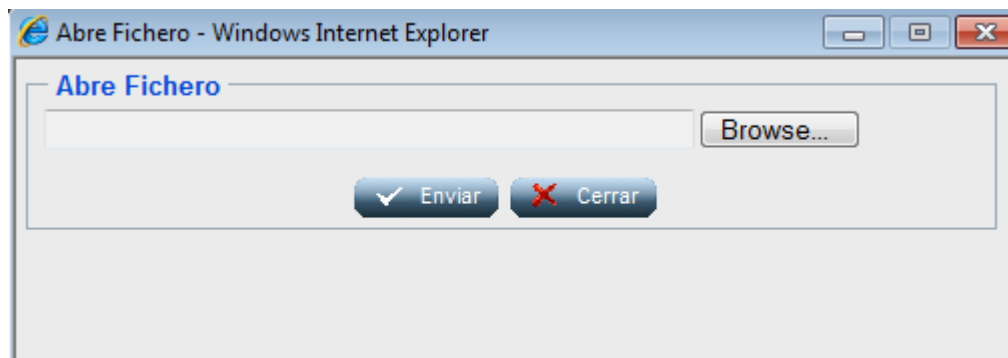 Abre Fichero - Windows Internet Explorer
Abre Fichero
Browse...
Enviar Cerrar